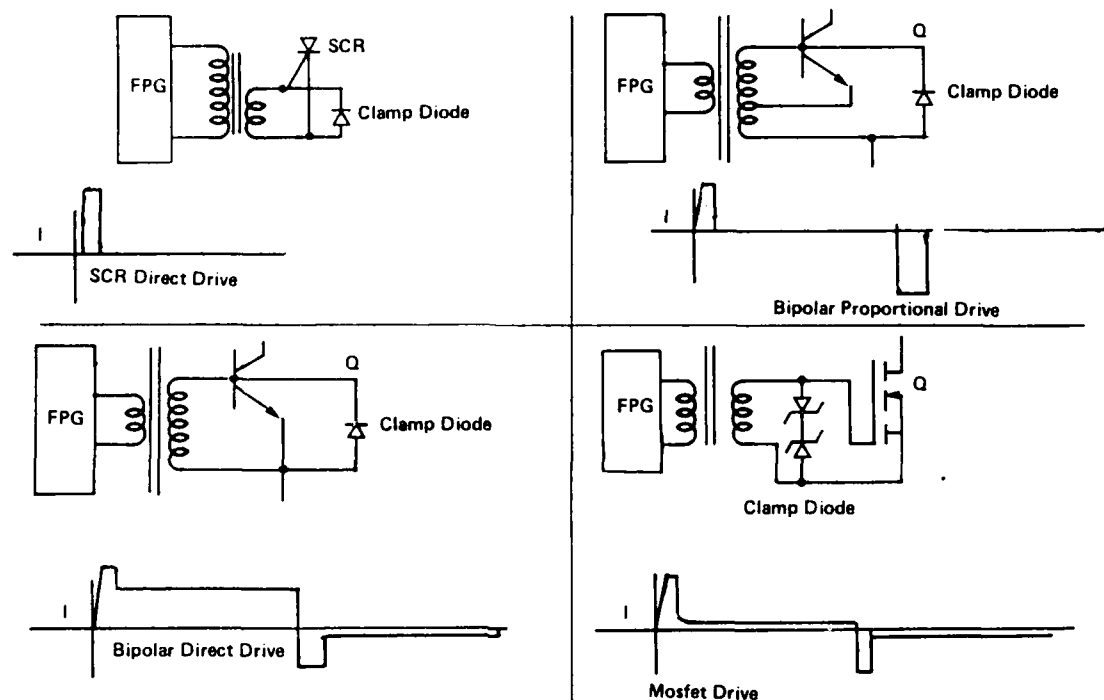 SCR
FPG
Clamp Diode
I
SCR Direct Drive
Q
FPG
Clamp Diode
I
Bipolar Proportional Drive
Q
FPG
Clamp Diode
I
Bipolar Direct Drive
Q
FPG
Clamp Diode
I
Mosfet Drive